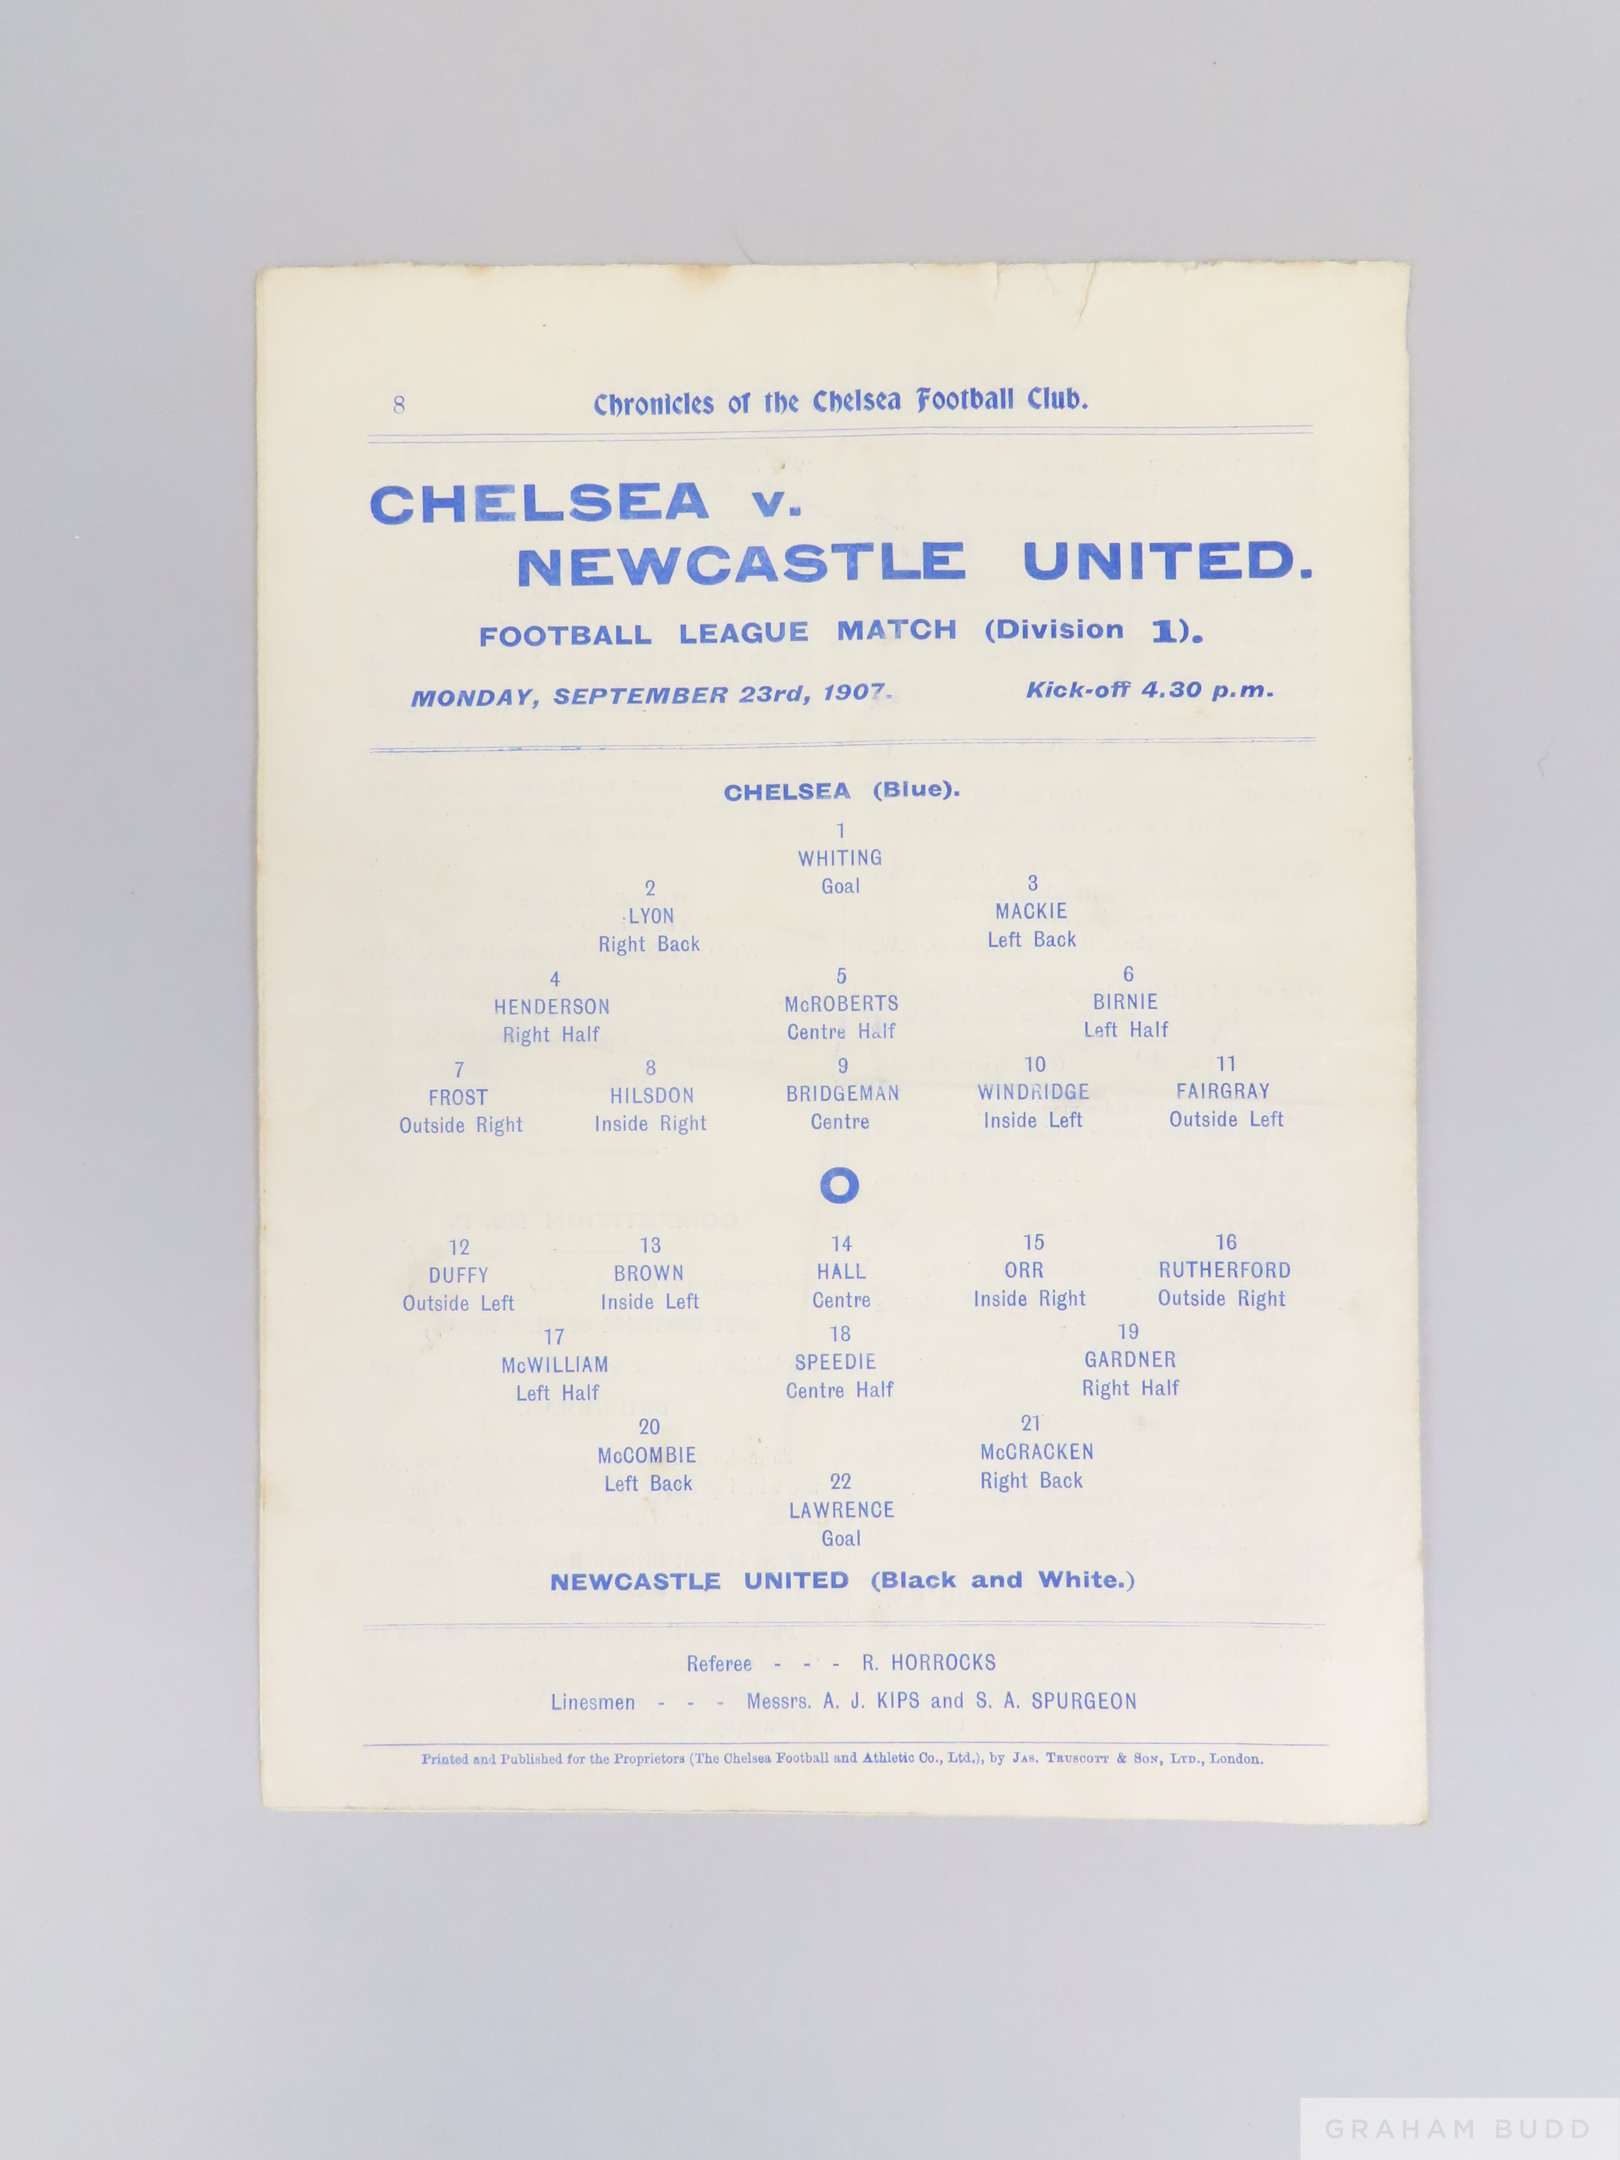 8 Chronicles of the Chelsea Football Club.
CHELSEA v.
NEWCASTLE UNITED.
FOOTBALL LEAGUE MATCH (Division 1).
MONDAY, SEPTEMBER 23rd, 1907. Kick-off 4.30 p.m.
CHELSEA (Blue).
1
WHITING
Goal
2 3
LYON MACKIE
Right Back Left Back
4 5 6
HENDERSON McROBERTS BIRNIE
Right Half Centre Half Left Half
7 8 9 10 11
FROST HILSDON BRIDGEMAN WINDRIDGE FAIRGRAY
Outside Right Inside Right Centre Inside Left Outside Left
O
12 13 14 15 16
DUFFY BROWN HALL ORR RUTHERFORD
Outside Left Inside Left Centre Inside Right Outside Right
17 18 19
McWILLIAM SPEEDIE GARDNER
Left Half Centre Half Right Half
20 21
McCOMBIE McCRACKEN
Left Back Right Back
22
LAWRENCE
Goal
NEWCASTLE UNITED (Black and White.)
Referee - - - R. HORROCKS
Linesmen - - - Messrs. A. J. KIPS and S. A. SPURGEON
Printed and Published for the Proprietors (The Chelsea Football and Athletic Co., Ltd.), by JAS. TRUSCOTT & SON, LTD., London.
GRAHAM BUDD